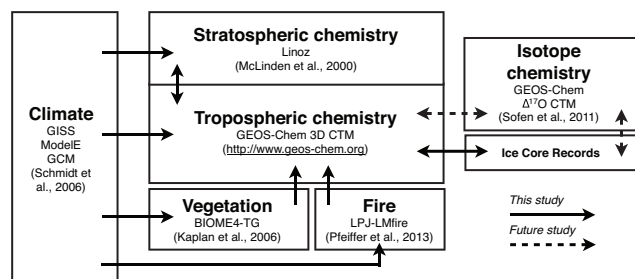 Climate
GISS
ModelE
GCM
(Schmidt
et al.,
2006)
Stratospheric chemistry
Linoz
(McLinden et al., 2000)
Tropospheric chemistry
GEOS-Chem 3D CTM
(http://www.geos-chem.org)
Vegetation
BIOME4-TG
(Kaplan et al., 2006)
Fire
LPJ-LMfire
(Pfeiffer et al., 2013)
Isotope
chemistry
GEOS-Chem
Δ¹⁷O CTM
(Sofen et al., 2011)
Ice Core Records
This study
Future study